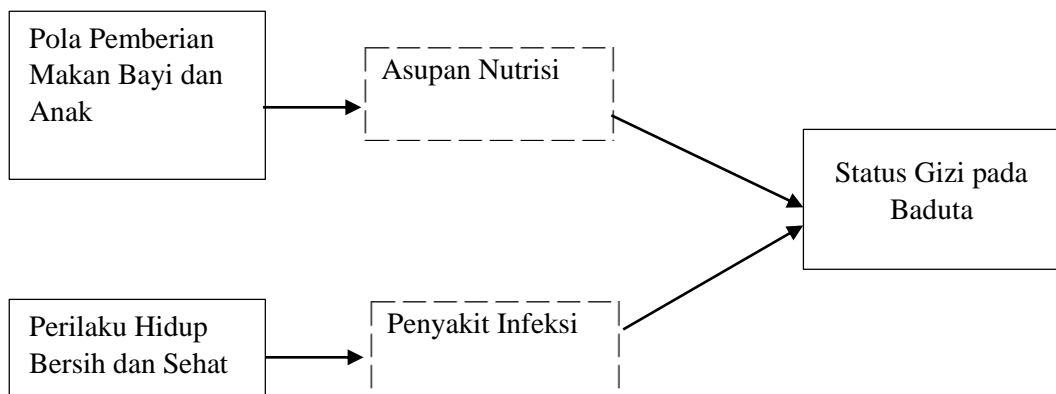 Pola Pemberian
Makan Bayi dan
Anak
Asupan Nutrisi
Status Gizi pada
Baduta
Perilaku Hidup
Bersih dan Sehat
Penyakit Infeksi